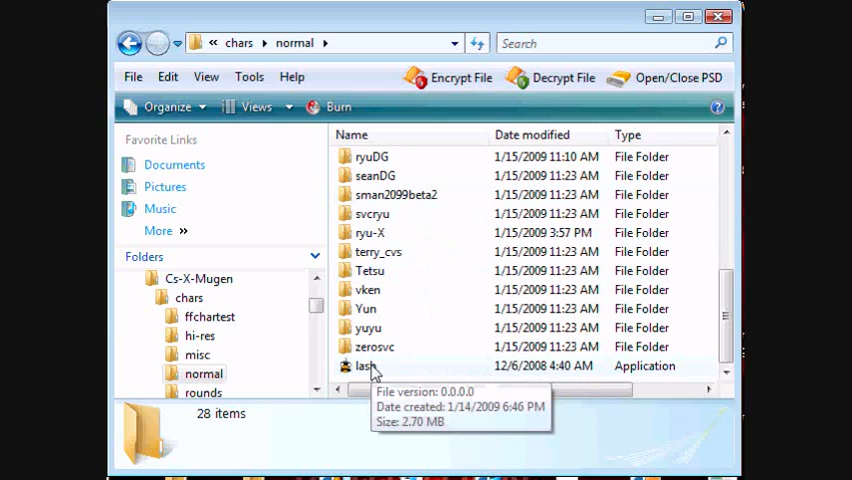 « chars normal
Search
File Edit View Tools Help Encrypt File Decrypt File Open/Close PSD
Organize Views Burn
Favorite Links
Documents
Pictures
Music
More »
Folders
Cs-X-Mugen
chars
ffchartest
hi-res
misc
normal
rounds
Name Date modified Type
ryuDG 1/15/2009 11:10 AM File Folder
seanDG 1/15/2009 11:23 AM File Folder
sman2099beta2 1/15/2009 11:23 AM File Folder
svcryu 1/15/2009 11:23 AM File Folder
ryu-X 1/15/2009 3:57 PM File Folder
terry_cvs 1/15/2009 11:23 AM File Folder
Tetsu 1/15/2009 11:23 AM File Folder
vken 1/15/2009 11:23 AM File Folder
Yun 1/15/2009 11:23 AM File Folder
yuyu 1/15/2009 11:23 AM File Folder
zerosvc 1/15/2009 11:23 AM File Folder
lash 12/6/2008 4:40 AM Application
File version: 0.0.0.0
Date created: 1/14/2009 6:46 PM
Size: 2.70 MB
28 items